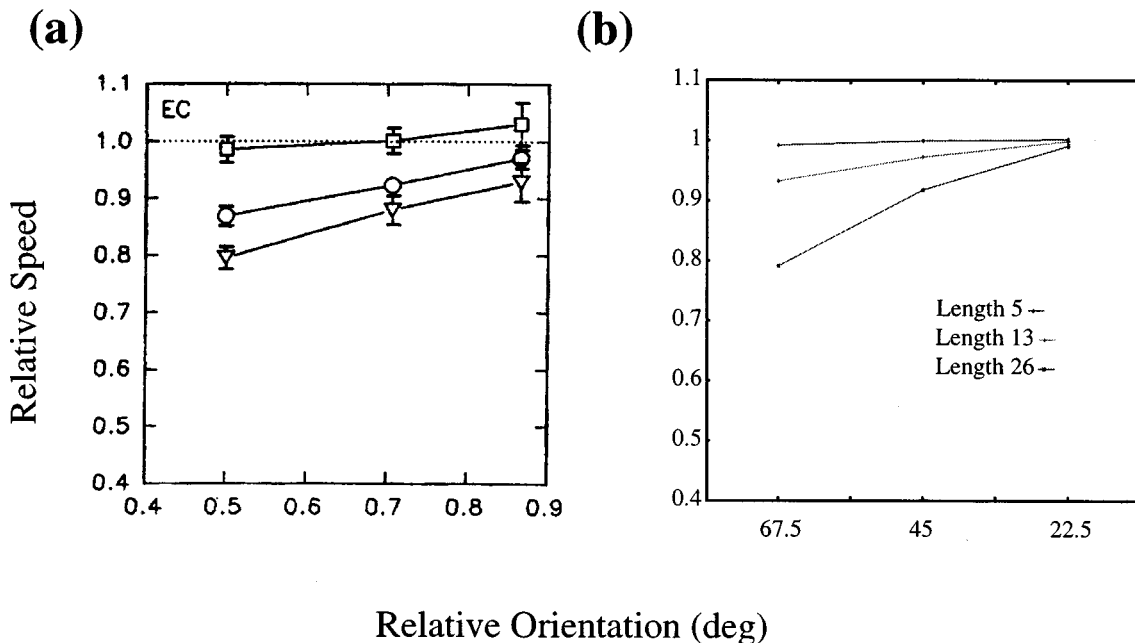 (a)
1.1
1.0
0.9
0.8
0.7
0.6
0.5
0.4
EC
0.4 0.5 0.6 0.7 0.8 0.9
Relative Speed
(b)
1.1
1
0.9
0.8
0.7
0.6
0.5
0.4
Length 5
Length 13
Length 26
67.5 45 22.5
Relative Orientation (deg)